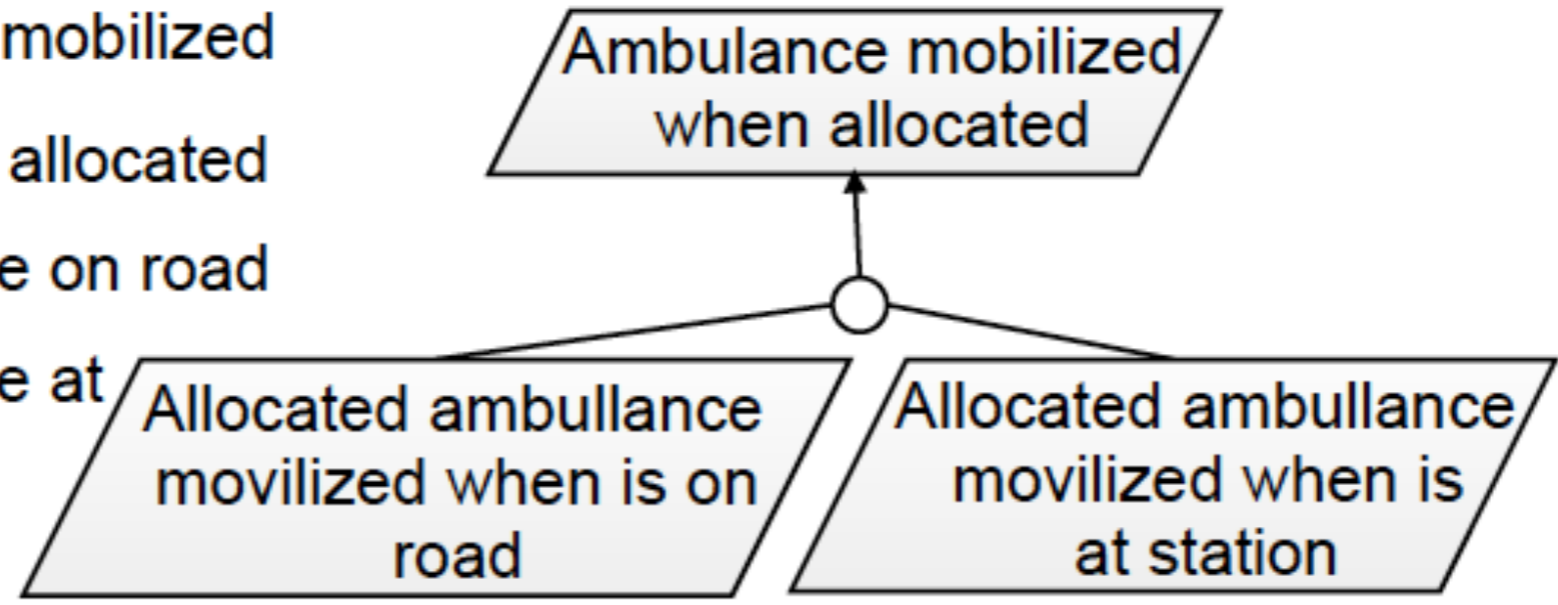 mobilized
allocated
e on road
e at
Ambulance mobilized
when allocated
Allocated ambullance
movilized when is on
road
Allocated ambullance
movilized when is
at station